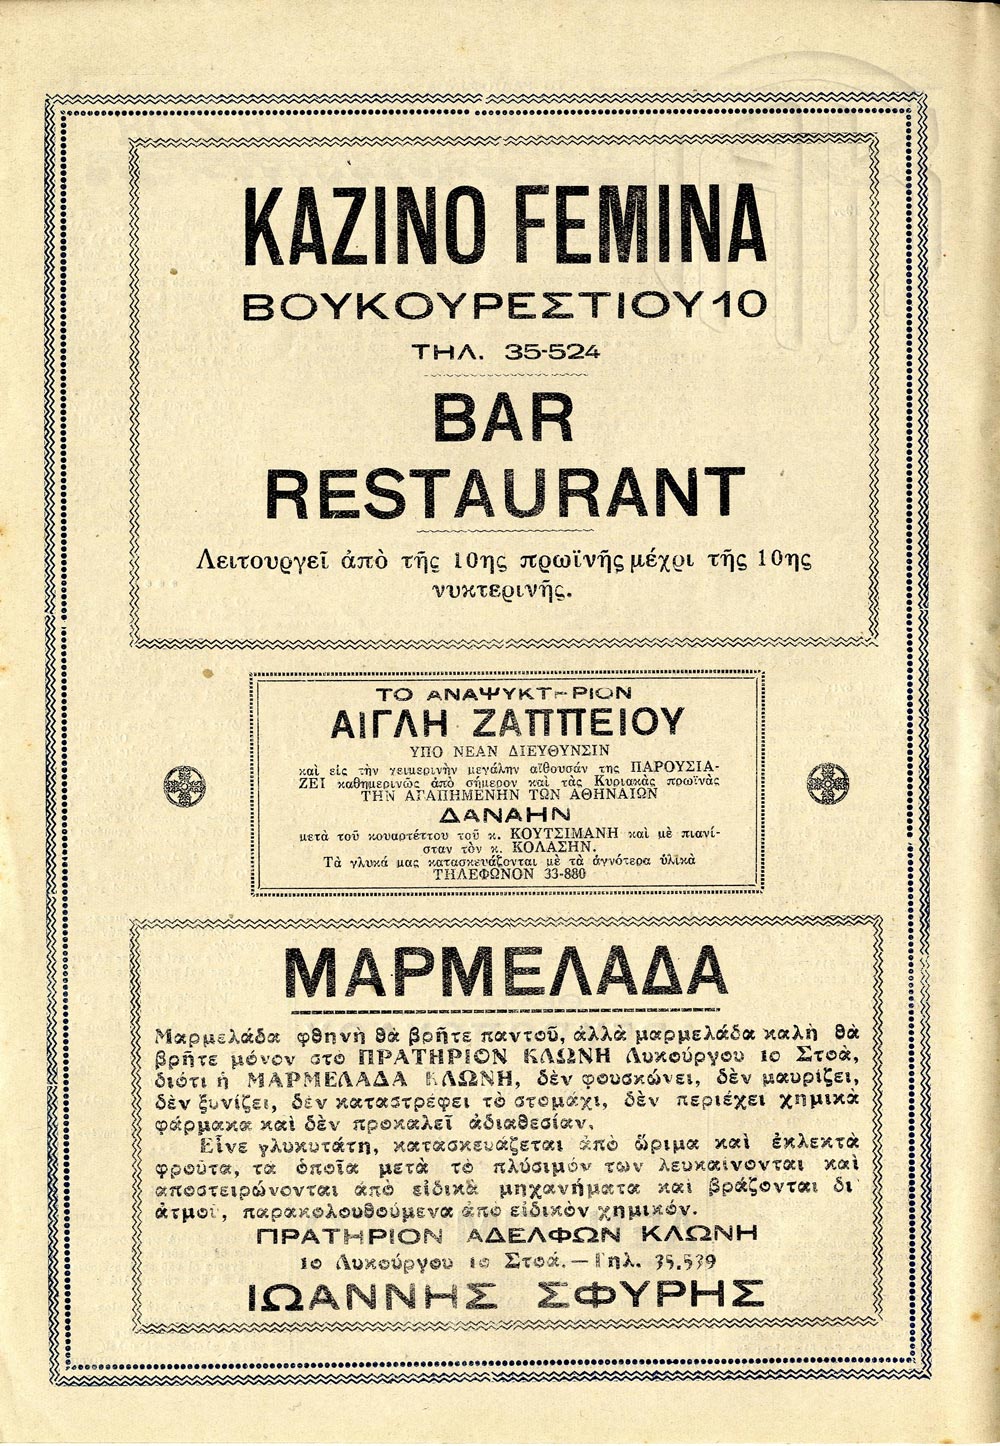 ΚΑΖΙΝΟ FEMINA
ΒΟΥΚΟΥΡΕΣΤΙΟΥ 10
ΤΗΛ. 35-524
BAR
RESTAURANT
Λειτουργεῖ ἀπὸ τῆς 10ης πρωϊνῆς μέχρι τῆς 10ης
νυκτερινῆς.
ΤΟ ΑΝΑΨΥΚΤΗΡΙΟΝ
ΑΙΓΛΗ ΖΑΠΠΕΙΟΥ
ΥΠΟ ΝΕΑΝ ΔΙΕΥΘΥΝΣΙΝ
καὶ εἰς τὴν χειμερινὴν μεγάλην αἴθουσάν της ΠΑΡΟΥΣΙΑ-
ΖΕΙ καθημερινῶς ἀπὸ σήμερον καὶ τὰς Κυριακὰς πρωϊνὰς
ΤΗΝ ΑΓΑΠΗΜΕΝΗΝ ΤΩΝ ΑΘΗΝΑΙΩΝ
ΔΑΝΑΗΝ
μετὰ τοῦ κουαρτέττου τοῦ κ. ΚΟΥΤΣΙΜΑΝΗ καὶ μὲ πιανί-
σταν τὸν κ. ΚΟΛΑΣΗΝ.
Τὰ γλυκά μας κατασκευάζονται μὲ τὰ ἁγνότερα ὑλικὰ
ΤΗΛΕΦΩΝΟΝ 33-880
ΜΑΡΜΕΛΑΔΑ
Μαρμελάδα φθηνὴ θὰ βρῆτε παντοῦ, ἀλλὰ μαρμελάδα καλὴ θὰ
βρῆτε μόνον στὸ ΠΡΑΤΗΡΙΟΝ ΚΛΩΝΗ Λυκούργου 10 Στοά,
διότι ἡ ΜΑΡΜΕΛΑΔΑ ΚΛΩΝΗ, δὲν φουσκώνει, δὲν μαυρίζει,
δὲν ξυνίζει, δὲν καταστρέφει τὸ στομάχι, δὲν περιέχει χημικὰ
φάρμακα καὶ δὲν προκαλεῖ ἀδιαθεσίαν.
Εἶνε γλυκυτάτη, κατασκευάζεται ἀπὸ ὥριμα καὶ ἐκλεκτὰ
φροῦτα, τὰ ὁποῖα μετὰ τὸ πλύσιμόν των λευκαίνονται καὶ
ἀποστειρώνονται ἀπὸ εἰδικὰ μηχανήματα καὶ βράζονται δι'
ἀτμοῦ, παρακολουθούμενα ἀπὸ εἰδικὸν χημικόν.
ΠΡΑΤΗΡΙΟΝ ΑΔΕΛΦΩΝ ΚΛΩΝΗ
10 Λυκούργου 10 Στοά.—Τηλ. 35.539
ΙΩΑΝΝΗΣ ΣΦΥΡΗΣ